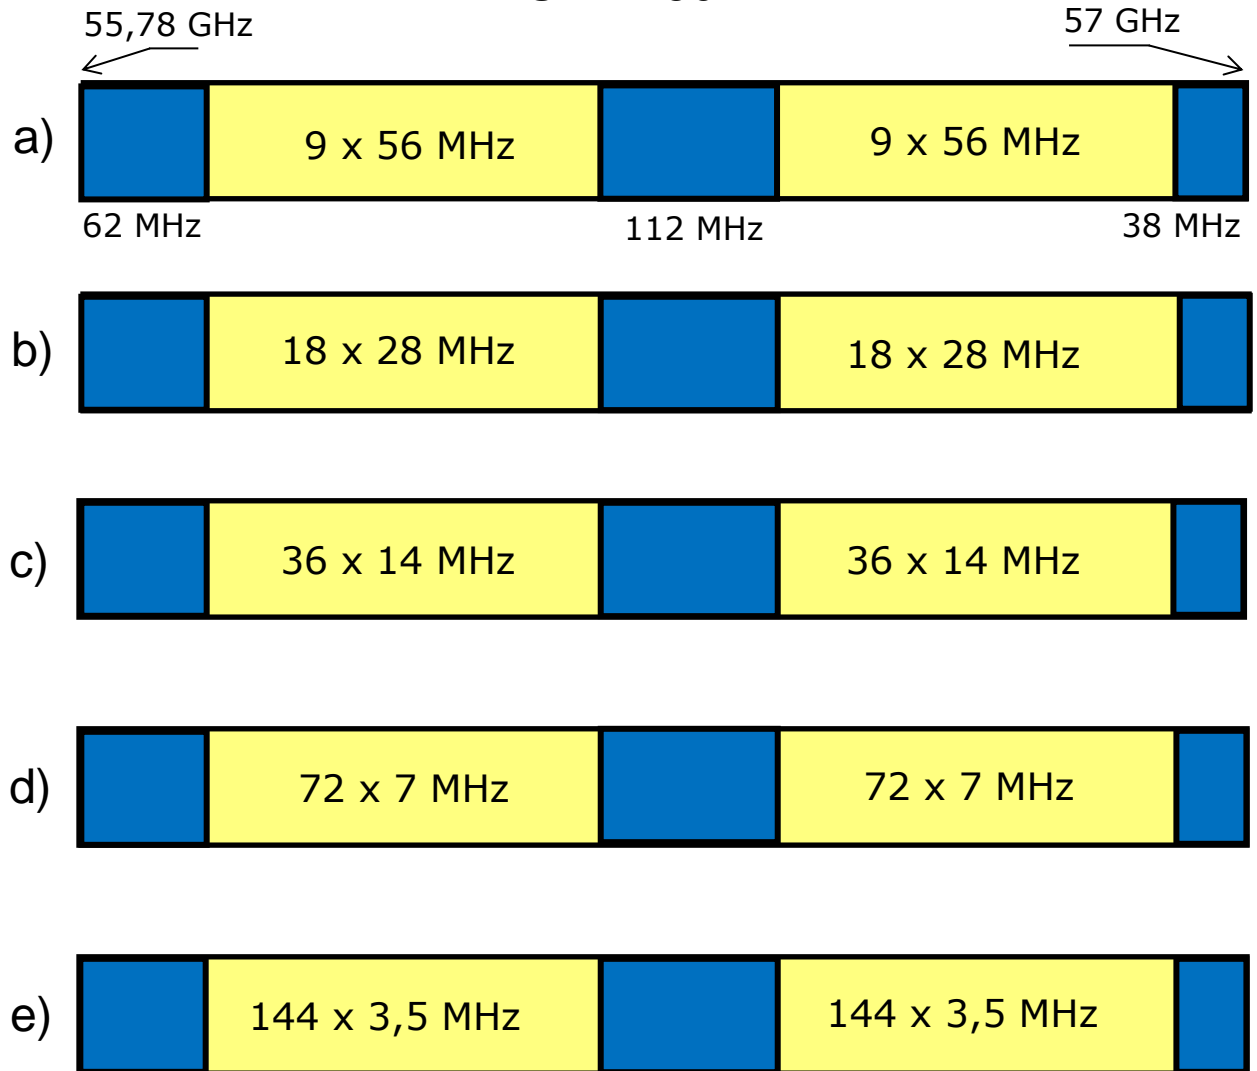 55,78 GHz 57 GHz
a) 9 x 56 MHz 9 x 56 MHz
62 MHz 112 MHz 38 MHz
b) 18 x 28 MHz 18 x 28 MHz
c) 36 x 14 MHz 36 x 14 MHz
d) 72 x 7 MHz 72 x 7 MHz
e) 144 x 3,5 MHz 144 x 3,5 MHz